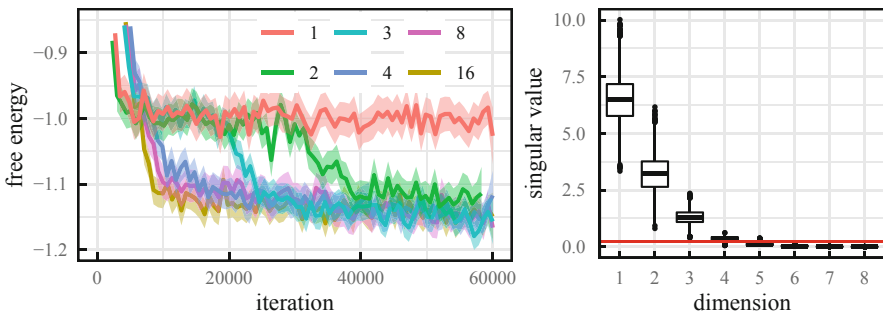 free energy
−0.9
−1.0
−1.1
−1.2
1 3 8
2 4 16
0 20000 40000 60000
iteration
singular value
10.0
7.5
5.0
2.5
0.0
1 2 3 4 5 6 7 8
dimension